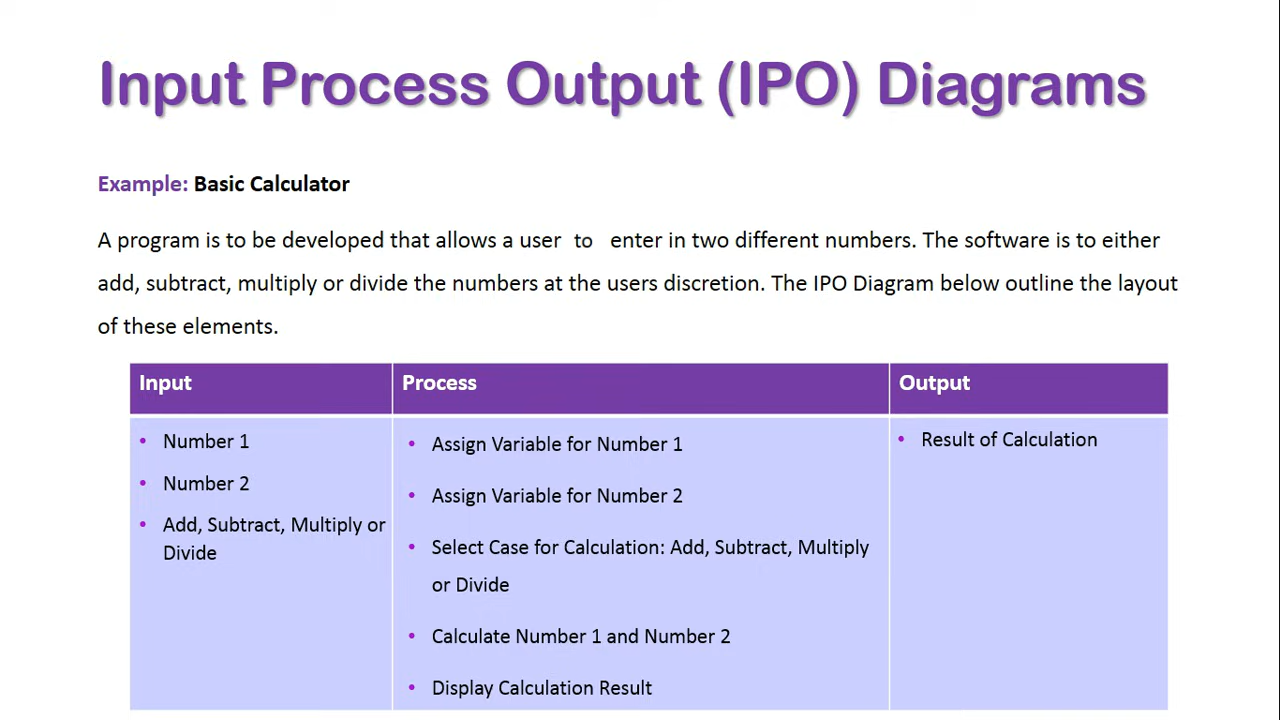 Input Process Output (IPO) Diagrams
Example: Basic Calculator
A program is to be developed that allows a user to enter in two different numbers. The software is to either
add, subtract, multiply or divide the numbers at the users discretion. The IPO Diagram below outline the layout
of these elements.
Input
• Number 1
• Number 2
• Add, Subtract, Multiply or
Divide
Process
• Assign Variable for Number 1
• Assign Variable for Number 2
• Select Case for Calculation: Add, Subtract, Multiply
or Divide
• Calculate Number 1 and Number 2
• Display Calculation Result
Output
• Result of Calculation